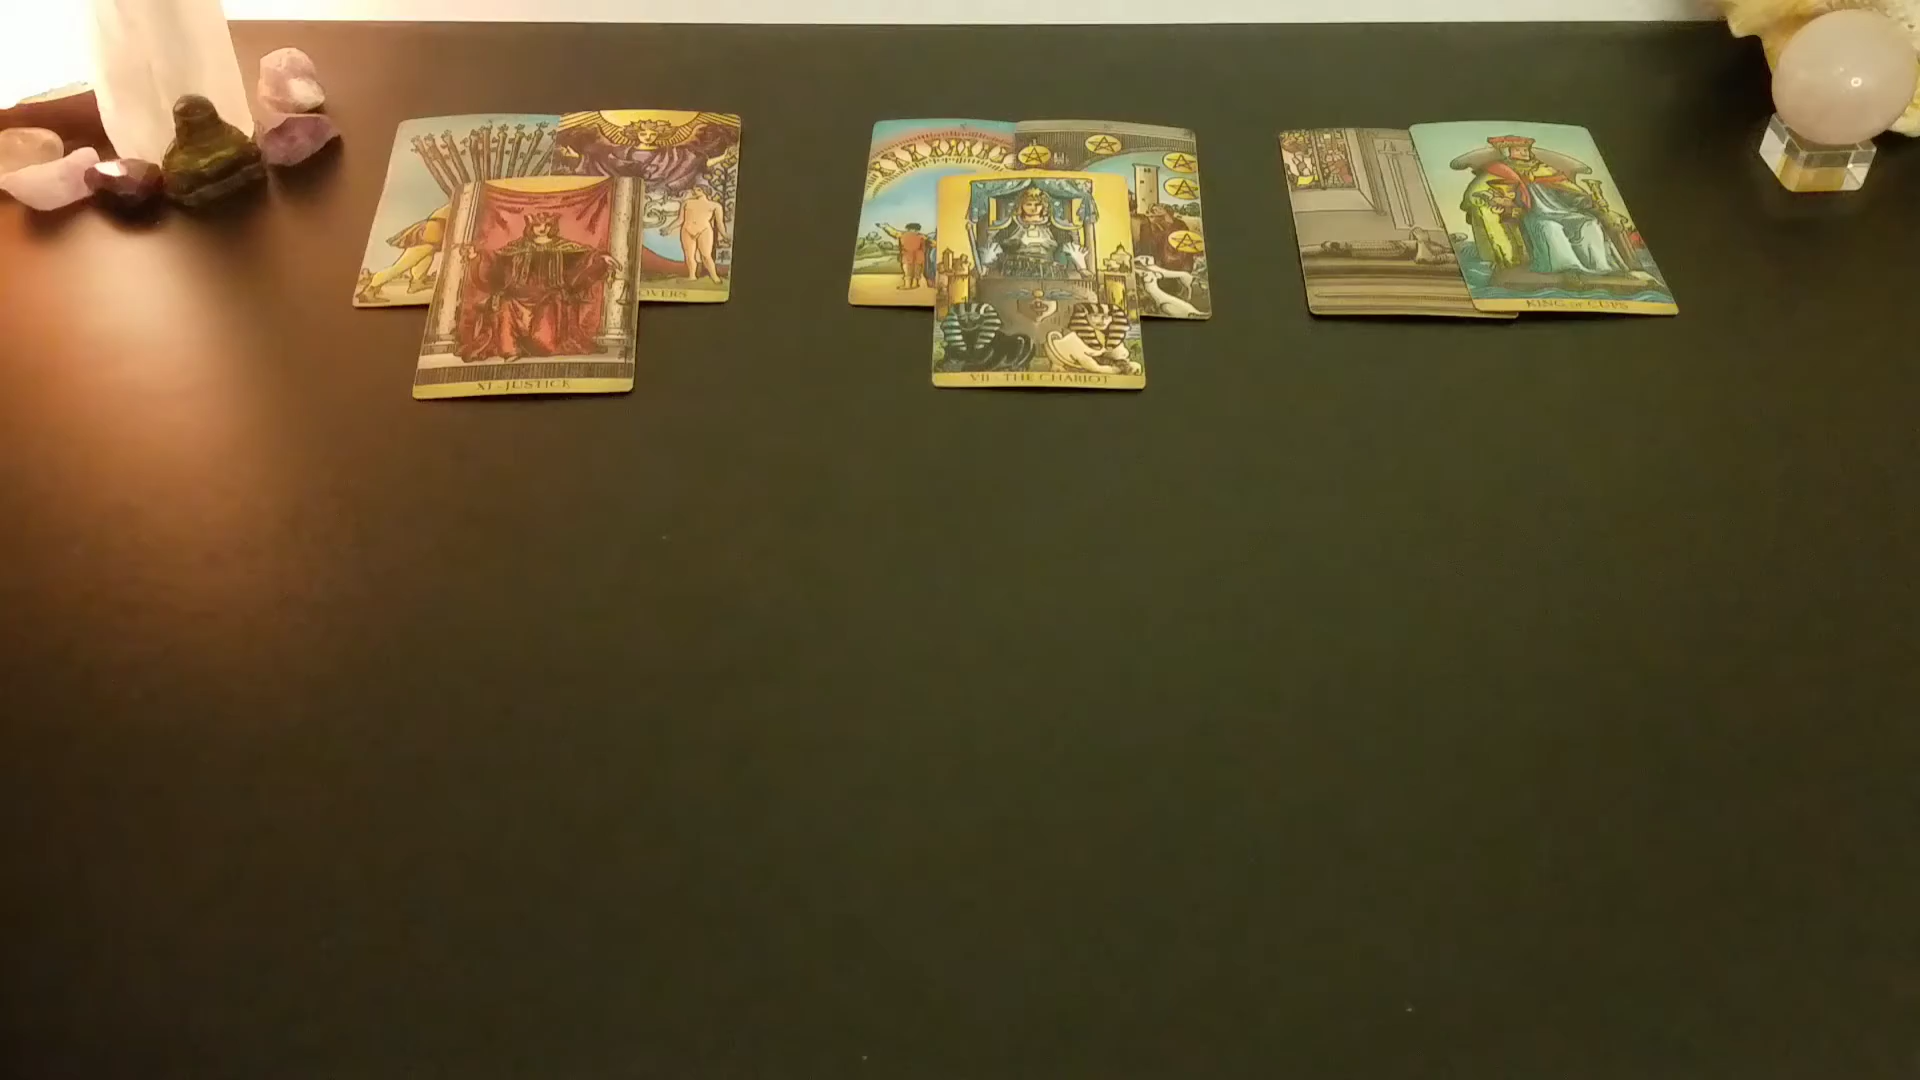 OVERS
XI - JUSTICE
VII - THE CHARIOT
KING OF CUPS